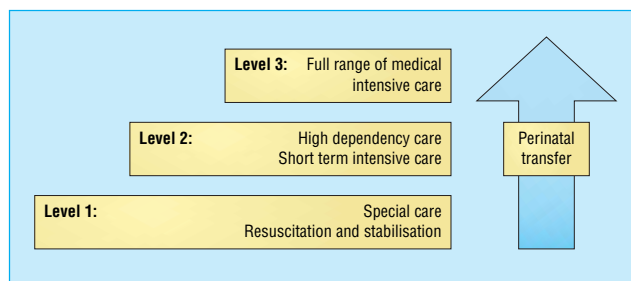 Level 3: Full range of medical
intensive care
Level 2: High dependency care
Short term intensive care
Perinatal
transfer
Level 1: Special care
Resuscitation and stabilisation